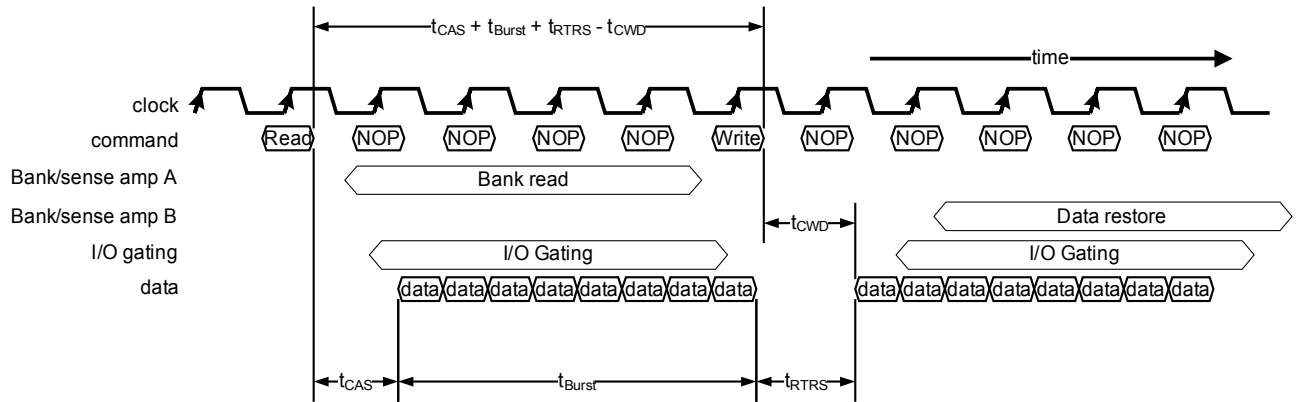 tCAS + tBurst + tRTRS - tCWD
time
clock
command Read NOP NOP NOP NOP Write NOP NOP NOP NOP NOP
Bank/sense amp A Bank read
Bank/sense amp B tCWD Data restore
I/O gating I/O Gating I/O Gating
data data data data data data data data data data data data data data data data data
tCAS tBurst tRTRS